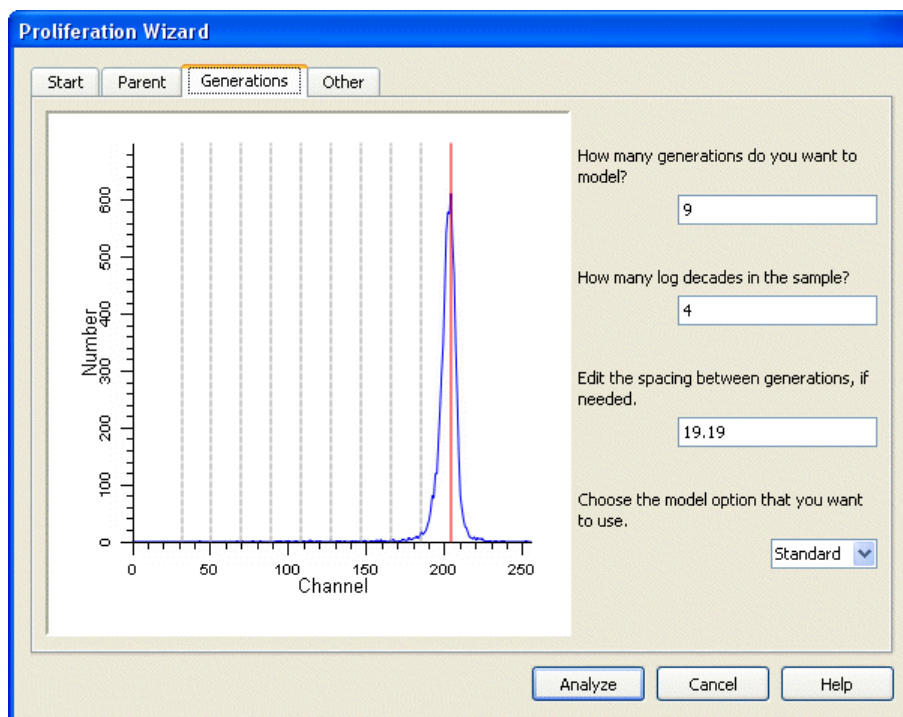 Proliferation Wizard
Start Parent Generations Other
How many generations do you want to
model?
9
How many log decades in the sample?
4
Edit the spacing between generations, if
needed.
19.19
Choose the model option that you want
to use.
Standard
Number
600
500
400
300
200
100
0
0 50 100 150 200 250
Channel
Analyze Cancel Help